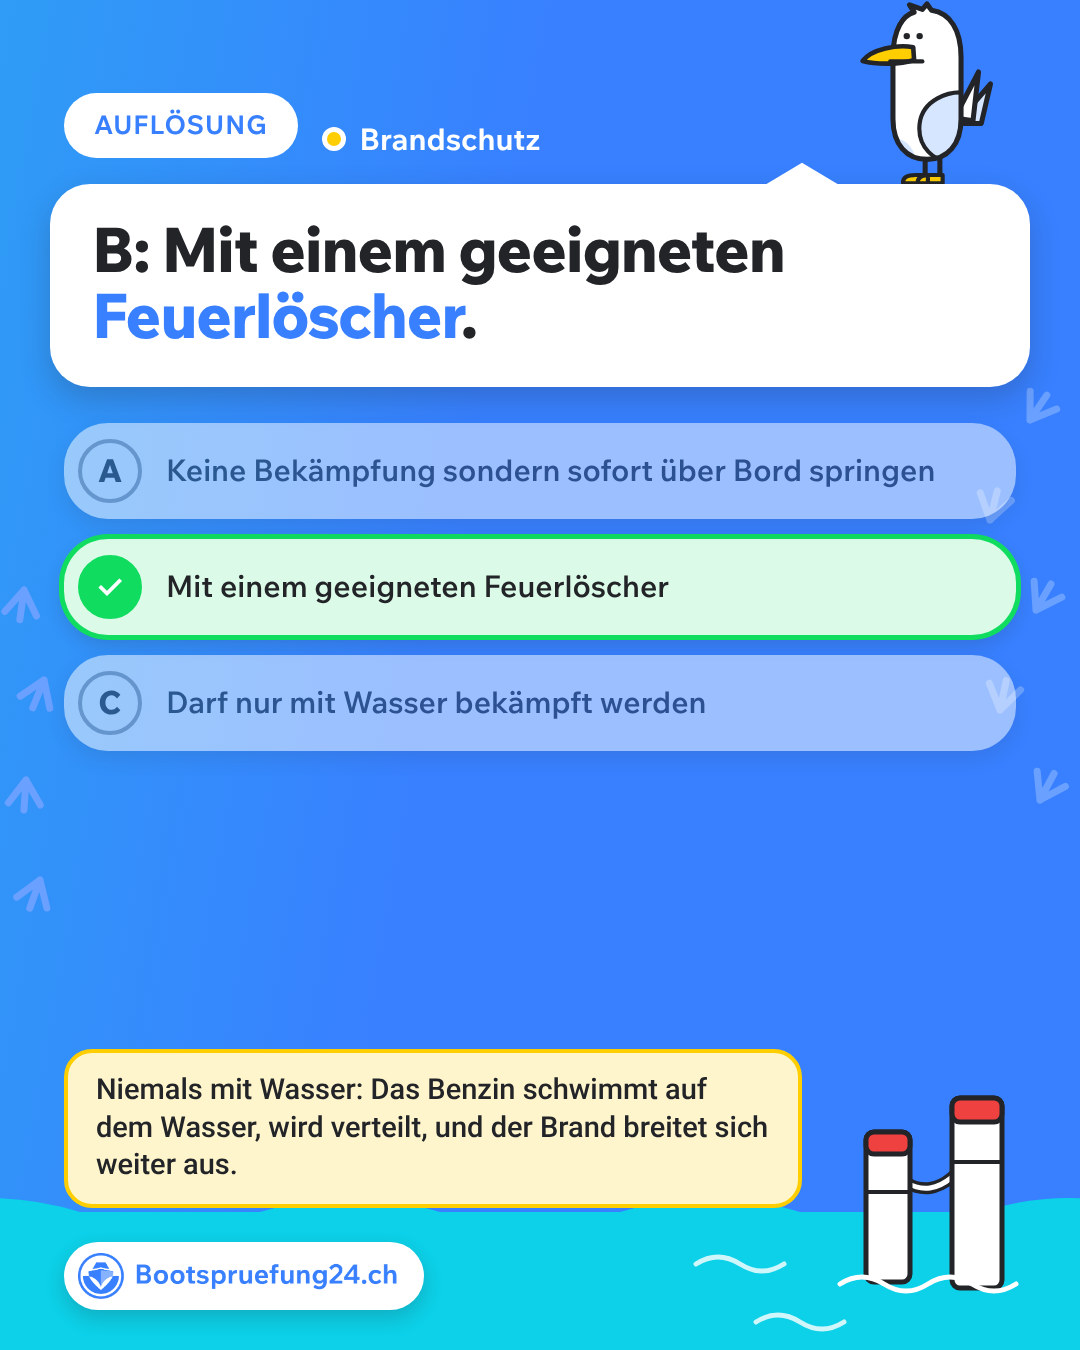 AUFLÖSUNG
Brandschutz
B: Mit einem geeigneten
Feuerlöscher.
A Keine Bekämpfung sondern sofort über Bord springen
Mit einem geeigneten Feuerlöscher
C Darf nur mit Wasser bekämpft werden
Niemals mit Wasser: Das Benzin schwimmt auf
dem Wasser, wird verteilt, und der Brand breitet sich
weiter aus.
Bootspruefung24.ch